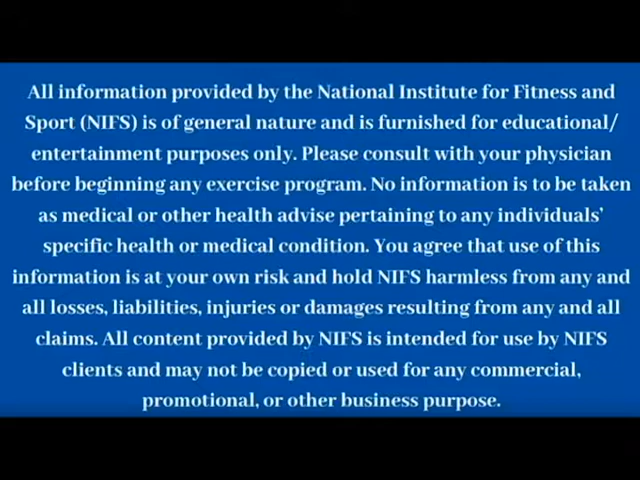 All information provided by the National Institute for Fitness and
Sport (NIFS) is of general nature and is furnished for educational/
entertainment purposes only. Please consult with your physician
before beginning any exercise program. No information is to be taken
as medical or other health advise pertaining to any individuals'
specific health or medical condition. You agree that use of this
information is at your own risk and hold NIFS harmless from any and
all losses, liabilities, injuries or damages resulting from any and all
claims. All content provided by NIFS is intended for use by NIFS
clients and may not be copied or used for any commercial,
promotional, or other business purpose.